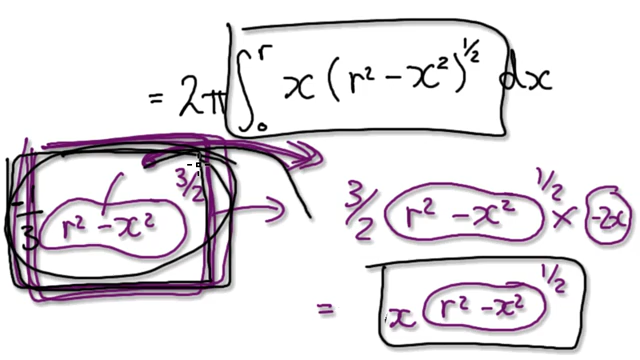 = 2π ∫₀ʳ x (r² − x²)^½ dx
−⅓ (r² − x²)^3/2
3/2 (r² − x²)^½ × −2x
= x (r² − x²)^½